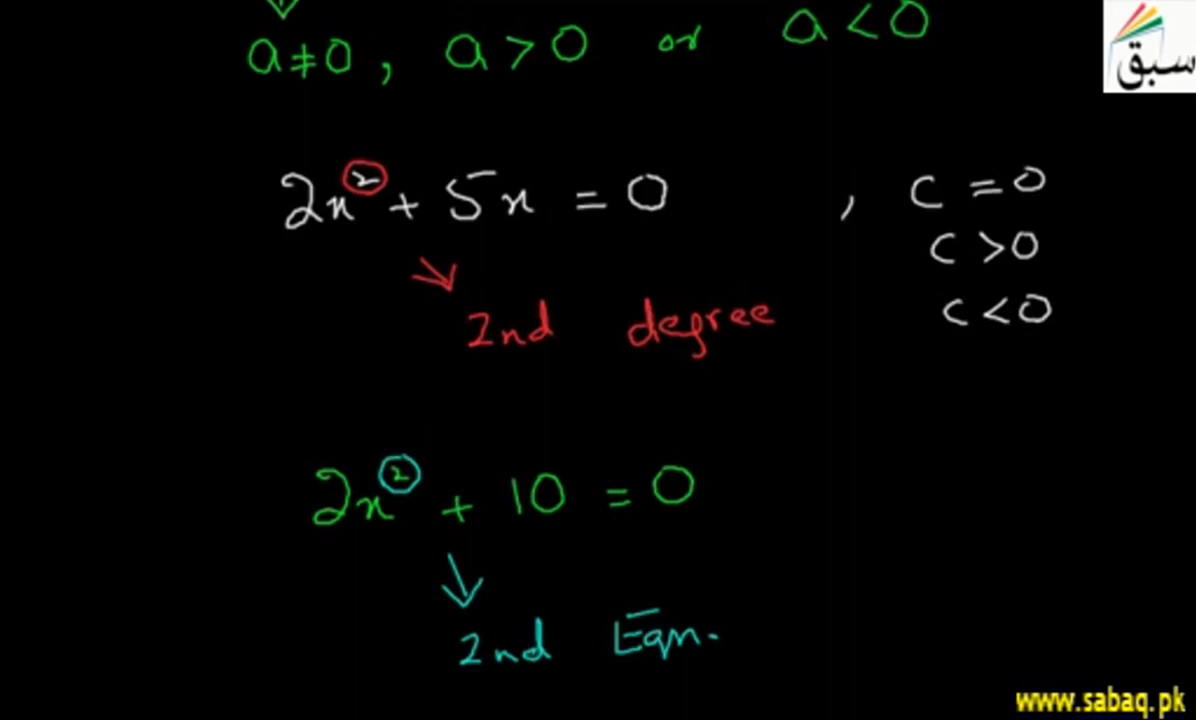 a ≠ 0 , a > 0 or a < 0
سبق
2x² + 5x = 0 , c = 0
c > 0
c < 0
2nd degree
2x² + 10 = 0
2nd Eqn.
www.sabaq.pk